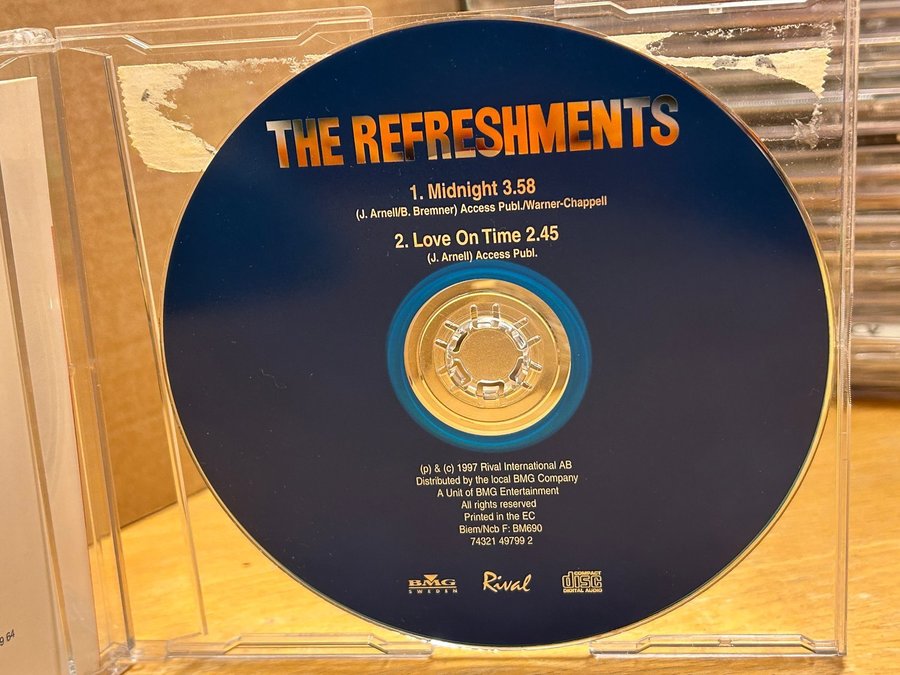 THE REFRESHMENTS
1. Midnight 3.58
(J. Arnell/B. Bremner) Access Publ./Warner-Chappell
2. Love On Time 2.45
(J. Arnell) Access Publ.
(p) & (c) 1997 Rival International AB
Distributed by the local BMG Company
A Unit of BMG Entertainment
All rights reserved
Printed in the EC
Biem/Ncb F: BM690
74321 49799 2
BMG
SWEDEN
Rival
COMPACT
disc
DIGITAL AUDIO
9 64